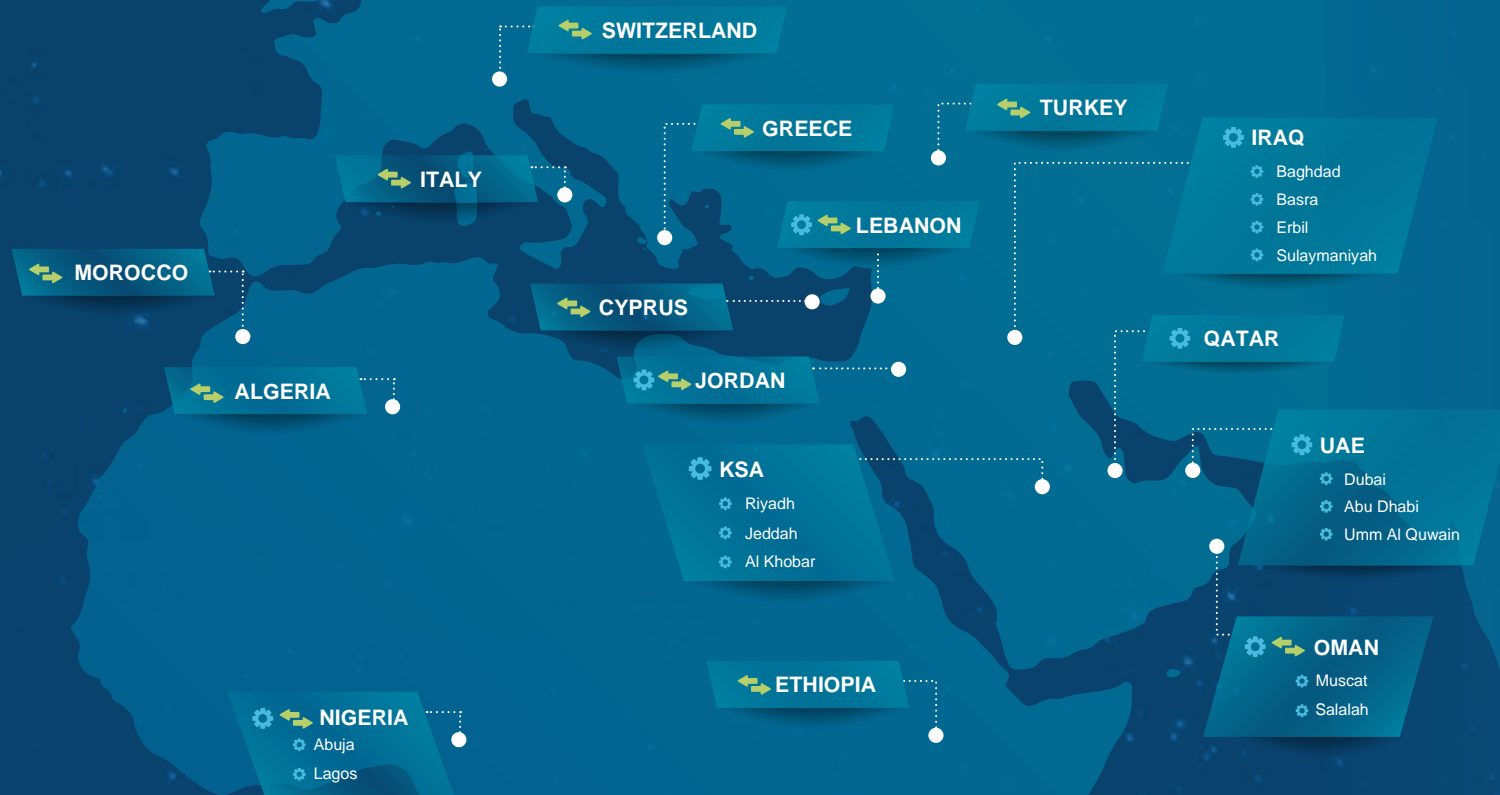 SWITZERLAND
TURKEY
GREECE
IRAQ
Baghdad
Basra
Erbil
Sulaymaniyah
ITALY
LEBANON
MOROCCO
CYPRUS
QATAR
JORDAN
ALGERIA
UAE
Dubai
Abu Dhabi
Umm Al Quwain
KSA
Riyadh
Jeddah
Al Khobar
OMAN
Muscat
Salalah
ETHIOPIA
NIGERIA
Abuja
Lagos